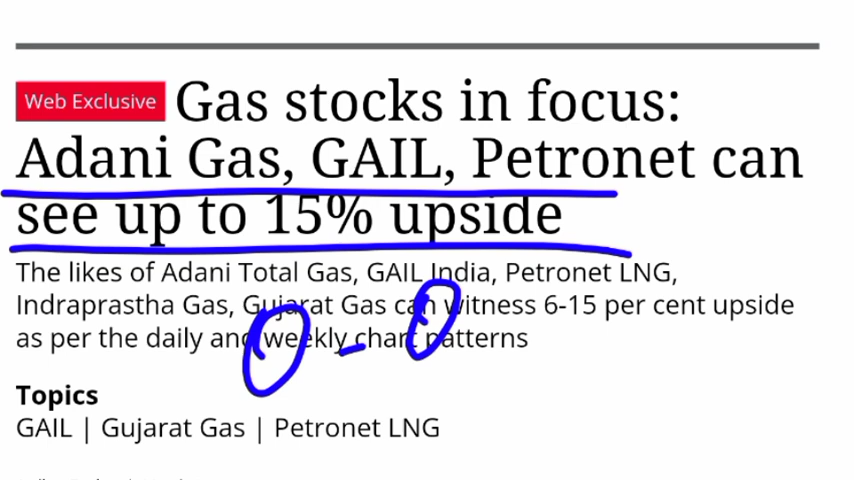 Web Exclusive Gas stocks in focus:
Adani Gas, GAIL, Petronet can
see up to 15% upside
The likes of Adani Total Gas, GAIL India, Petronet LNG,
Indraprastha Gas, Gujarat Gas can witness 6-15 per cent upside
as per the daily and weekly chart patterns
Topics
GAIL | Gujarat Gas | Petronet LNG